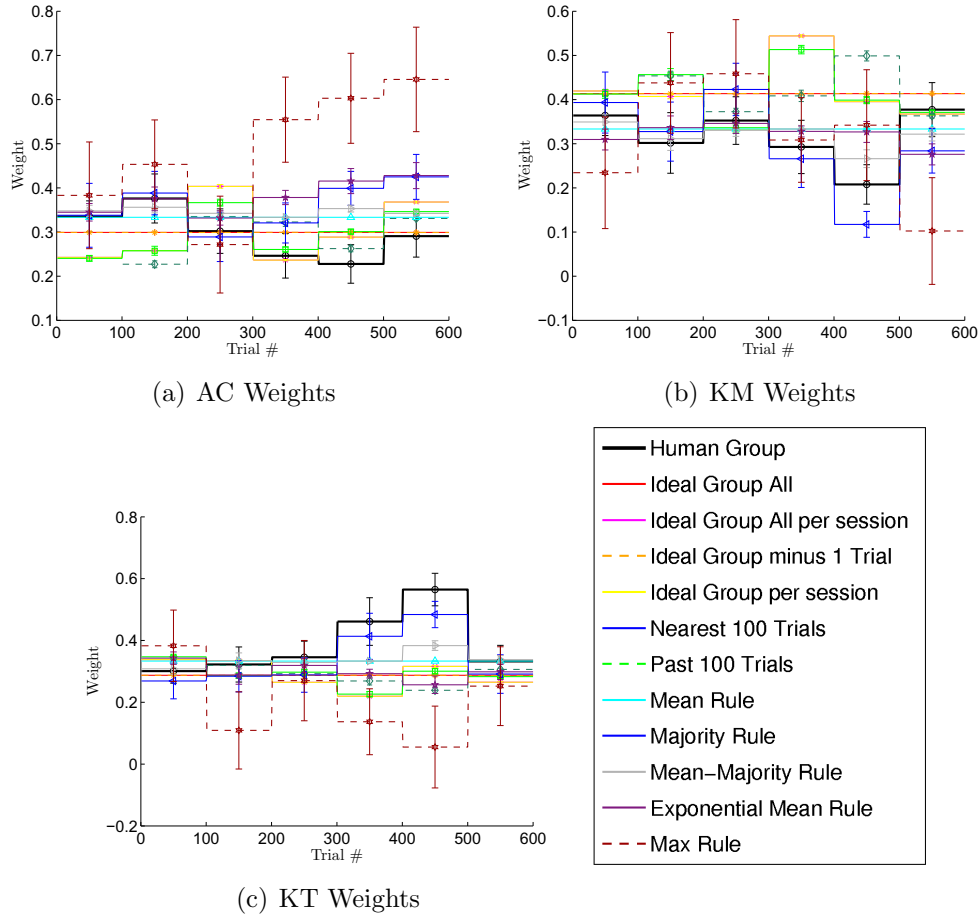 0.8
0.7
0.6
0.5
0.4
0.3
0.2
0.1
Weight
0 100 200 300 400 500 600
Trial #
(a) AC Weights
0.6
0.5
0.4
0.3
0.2
0.1
0
−0.1
Weight
0 100 200 300 400 500 600
Trial #
(b) KM Weights
0.8
0.6
0.4
0.2
0
−0.2
Weight
0 100 200 300 400 500 600
Trial #
(c) KT Weights
Human Group
Ideal Group All
Ideal Group All per session
Ideal Group minus 1 Trial
Ideal Group per session
Nearest 100 Trials
Past 100 Trials
Mean Rule
Majority Rule
Mean−Majority Rule
Exponential Mean Rule
Max Rule